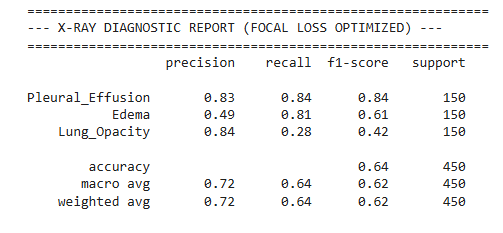 ============================================================
--- X-RAY DIAGNOSTIC REPORT (FOCAL LOSS OPTIMIZED) ---
============================================================
precision recall f1-score support
Pleural_Effusion 0.83 0.84 0.84 150
Edema 0.49 0.81 0.61 150
Lung_Opacity 0.84 0.28 0.42 150
accuracy 0.64 450
macro avg 0.72 0.64 0.62 450
weighted avg 0.72 0.64 0.62 450